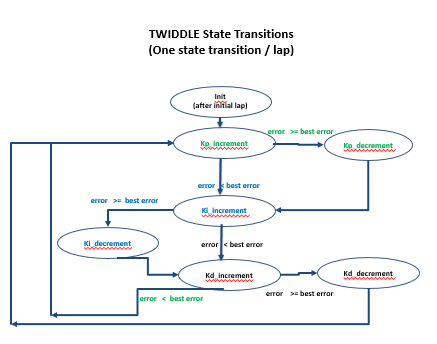 TWIDDLE State Transitions
(One state transition / lap)
Init
(after initial lap)
error >= best error
Kp_increment
Kp_decrement
error < best error
error >= best error
Ki_increment
Ki_decrement
error < best error
Kd_increment
Kd_decrement
error < best error
error >= best error